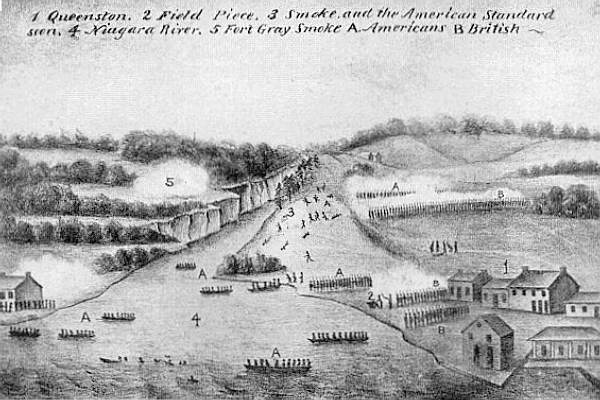 1 Queenston. 2 Field Piece. 3 Smoke, and the American Standard
seen, 4 Niagara River. 5 Fort Gray Smoke A. Americans B British
5
A
B
3
A
A
1
B
2
A
4
B
A